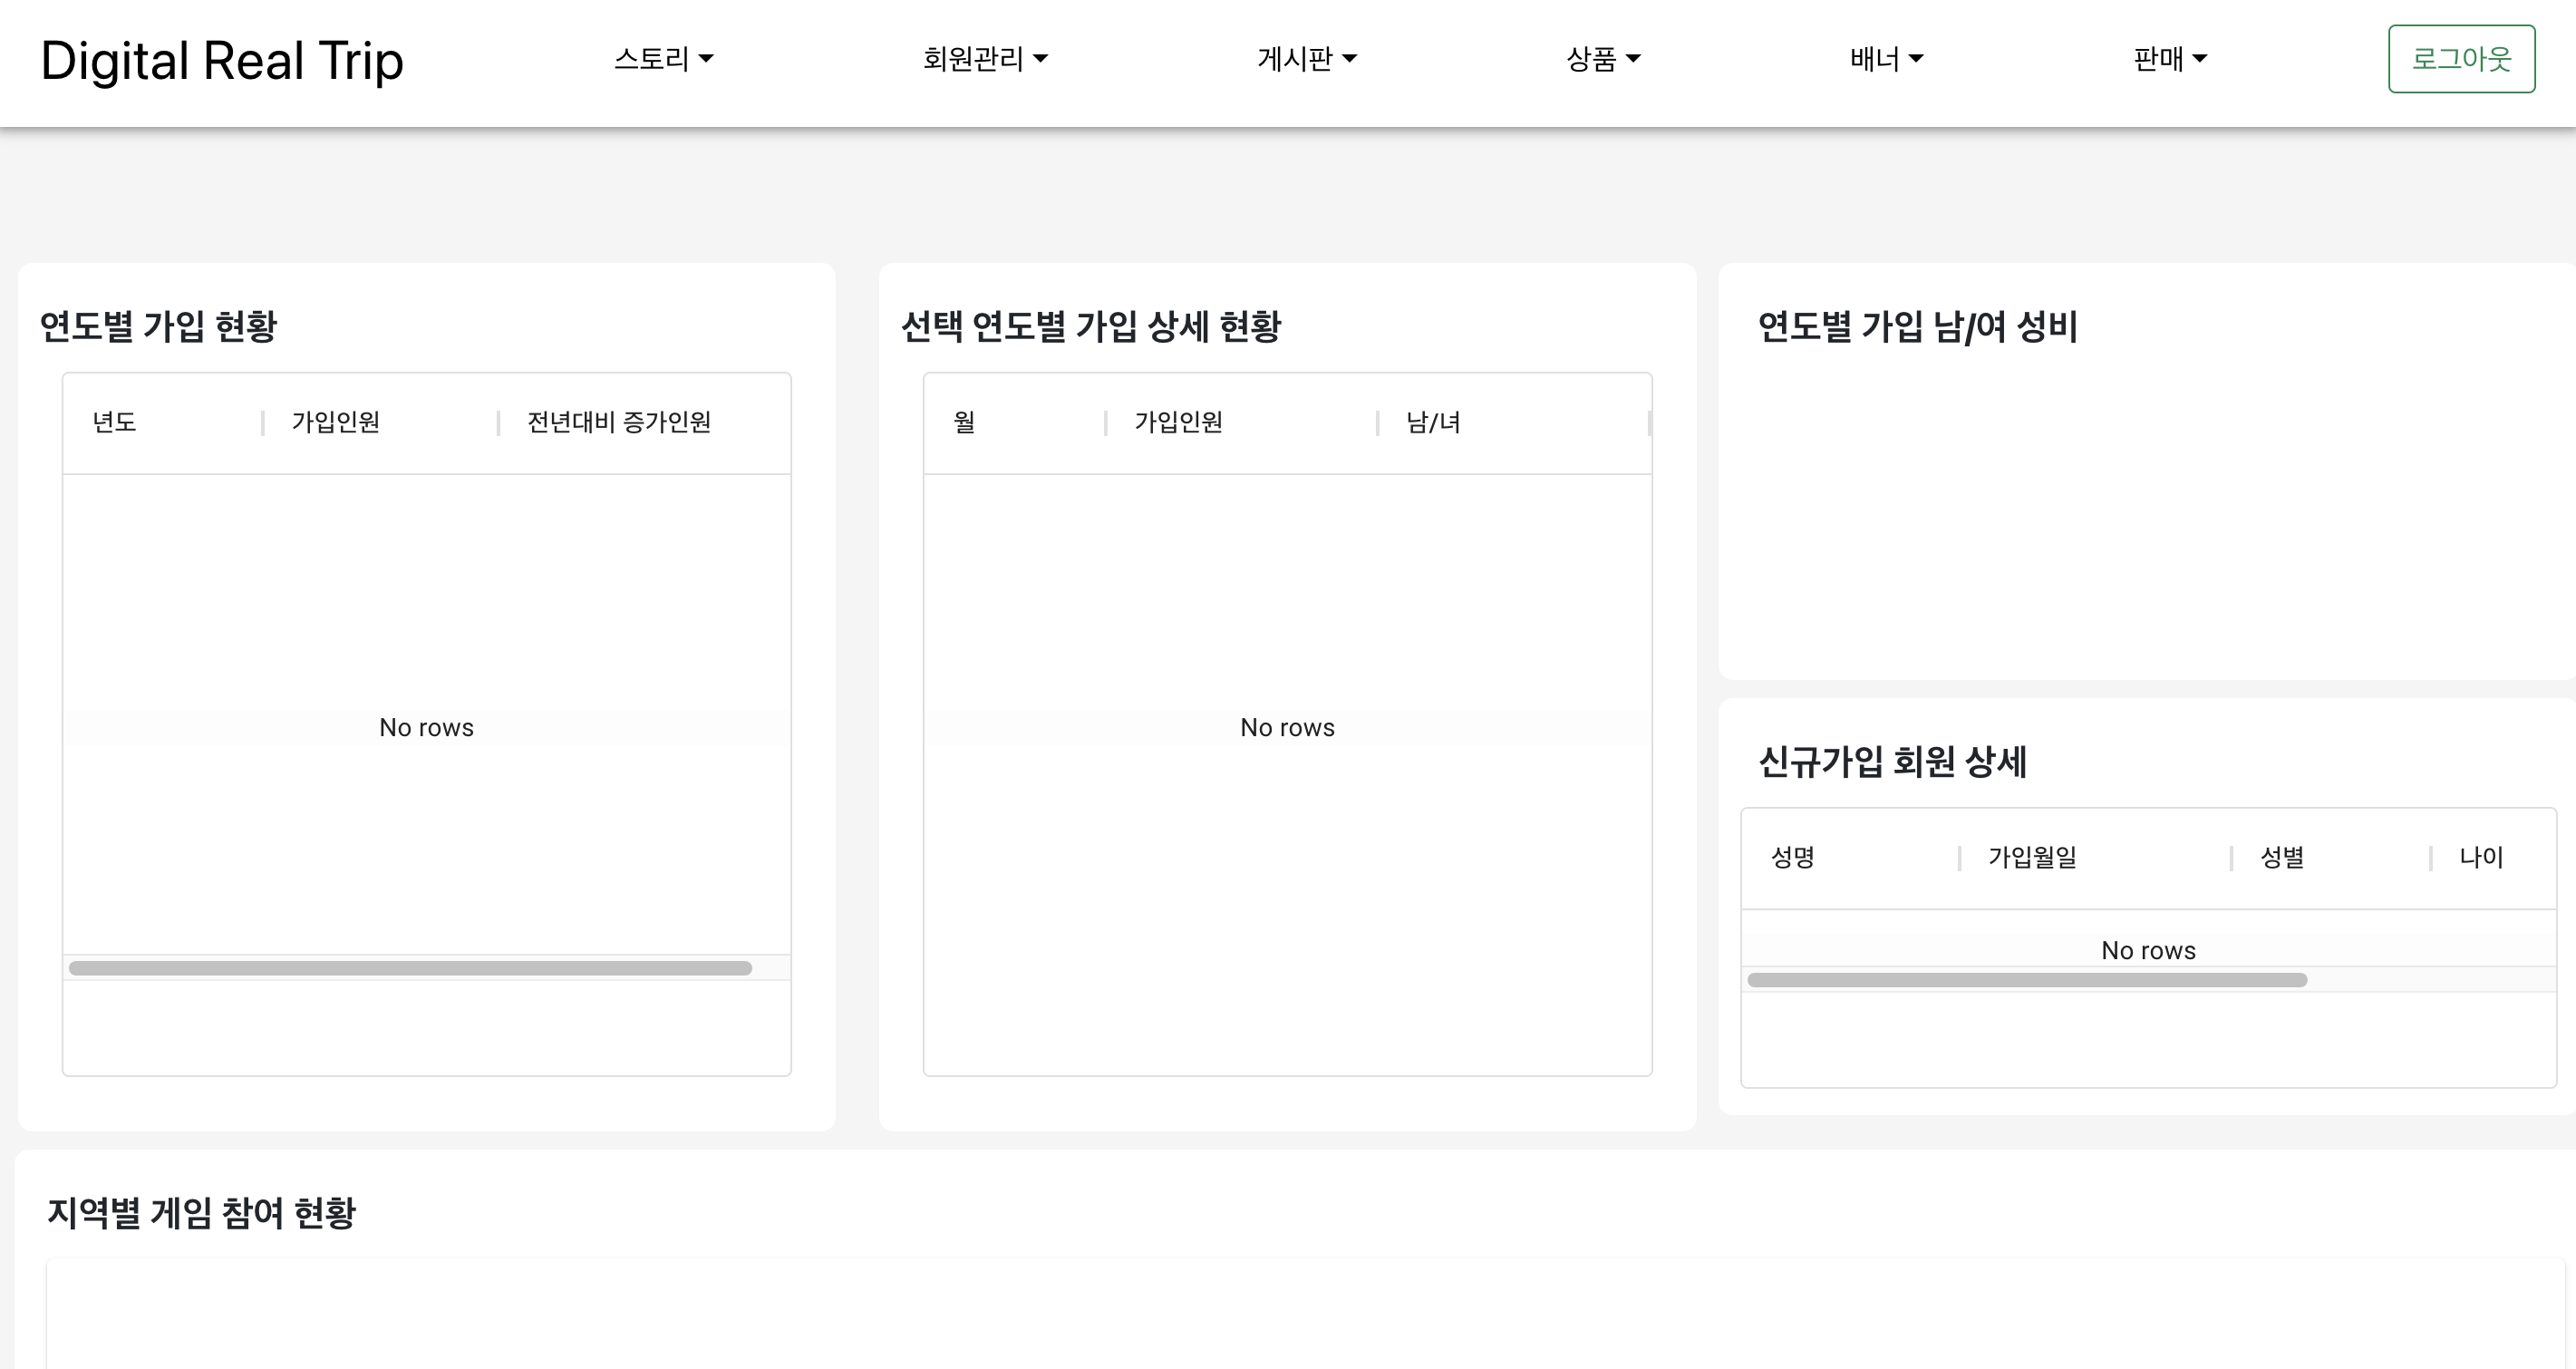 Digital Real Trip 스토리 회원관리 게시판 상품 배너 판매 로그아웃
연도별 가입 현황
년도 가입인원 전년대비 증가인원
No rows
선택 연도별 가입 상세 현황
월 가입인원 남/녀
No rows
연도별 가입 남/여 성비
신규가입 회원 상세
성명 가입월일 성별 나이
No rows
지역별 게임 참여 현황